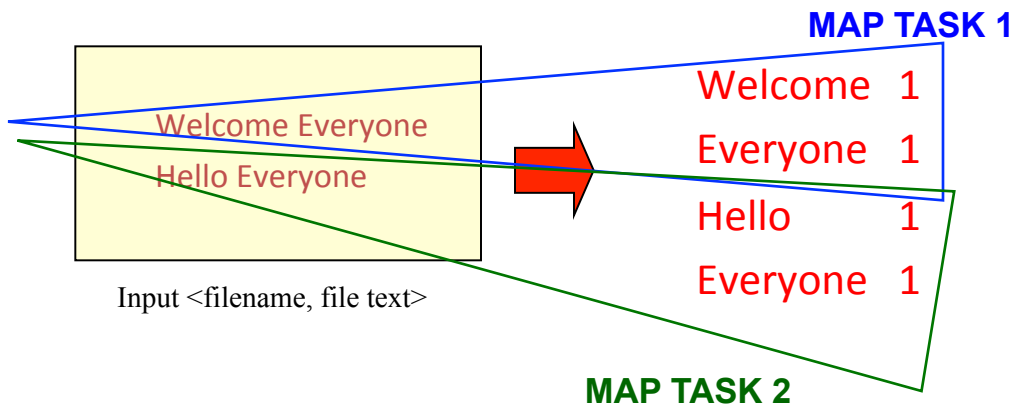 MAP TASK 1
Welcome Everyone
Hello Everyone
Welcome 1
Everyone 1
Hello 1
Everyone 1
Input <filename, file text>
MAP TASK 2